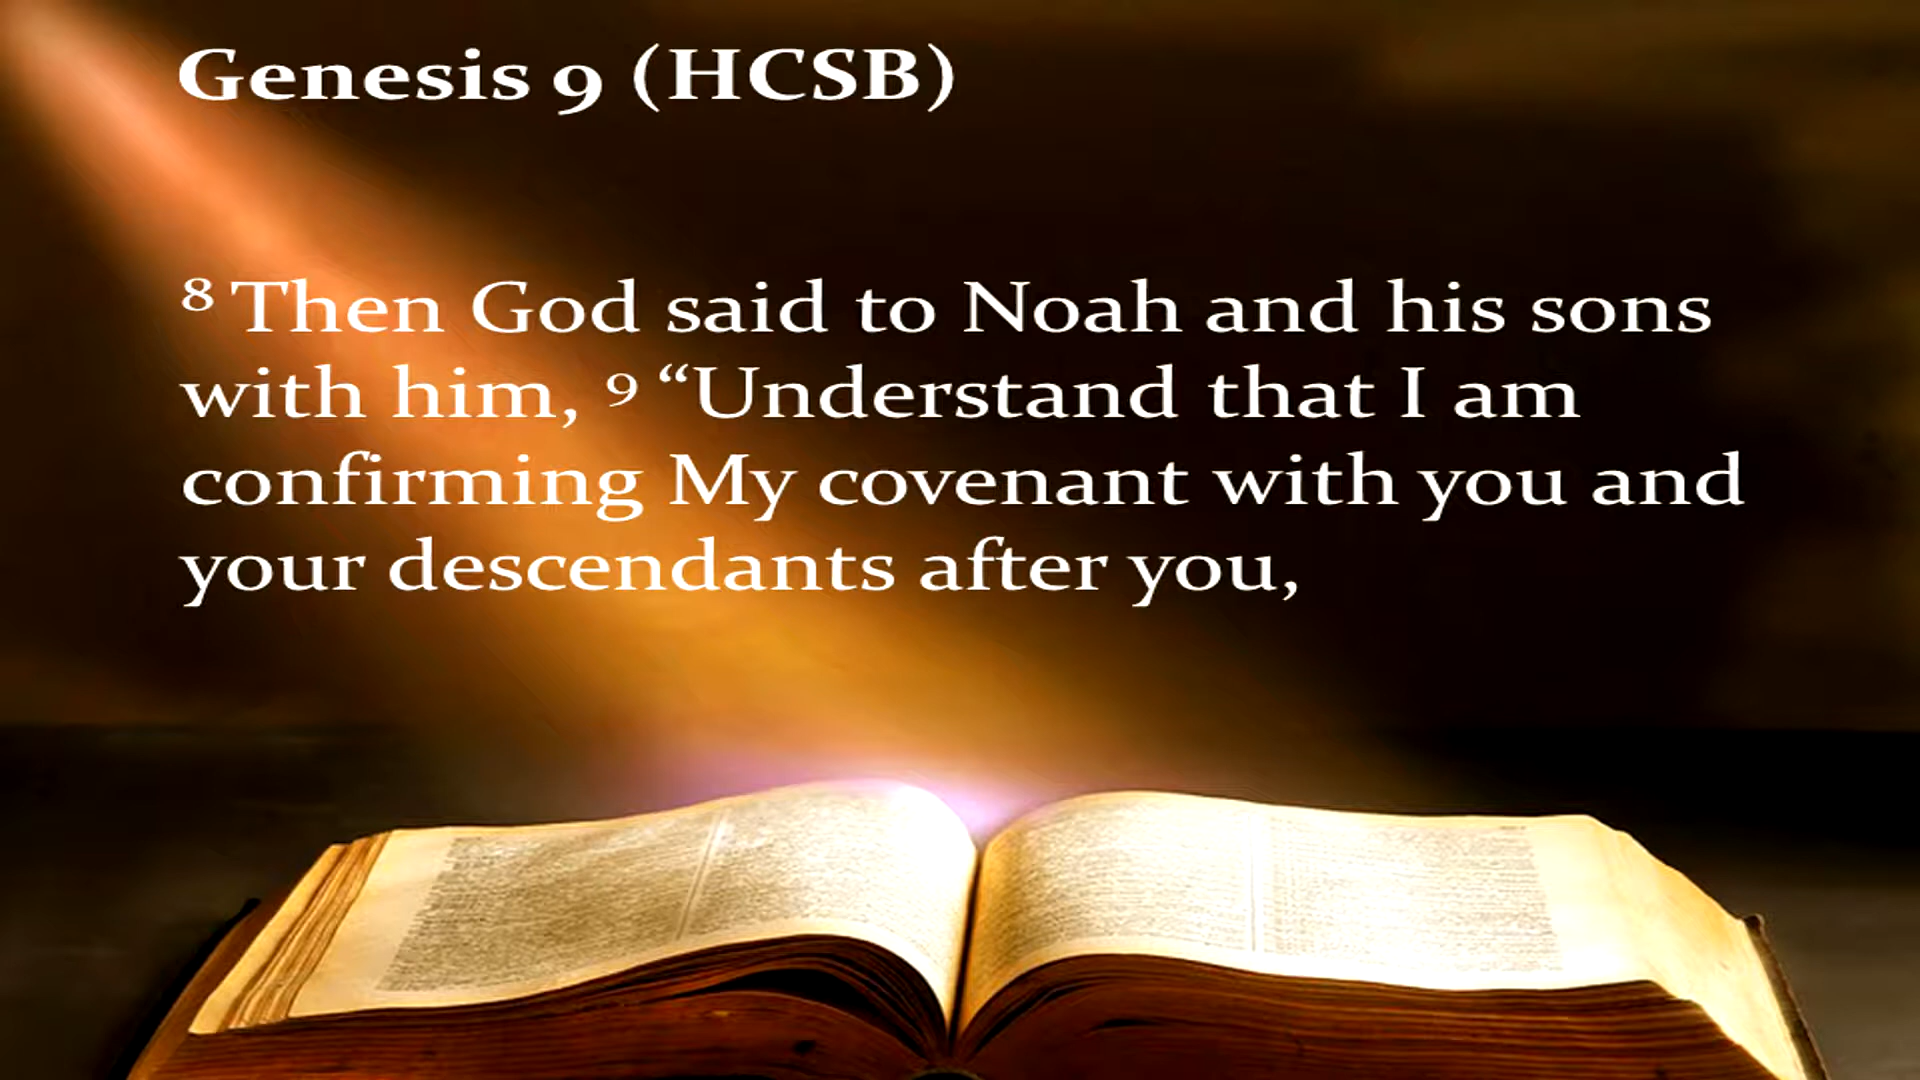 Genesis 9 (HCSB)
8 Then God said to Noah and his sons
with him, 9 “Understand that I am
confirming My covenant with you and
your descendants after you,